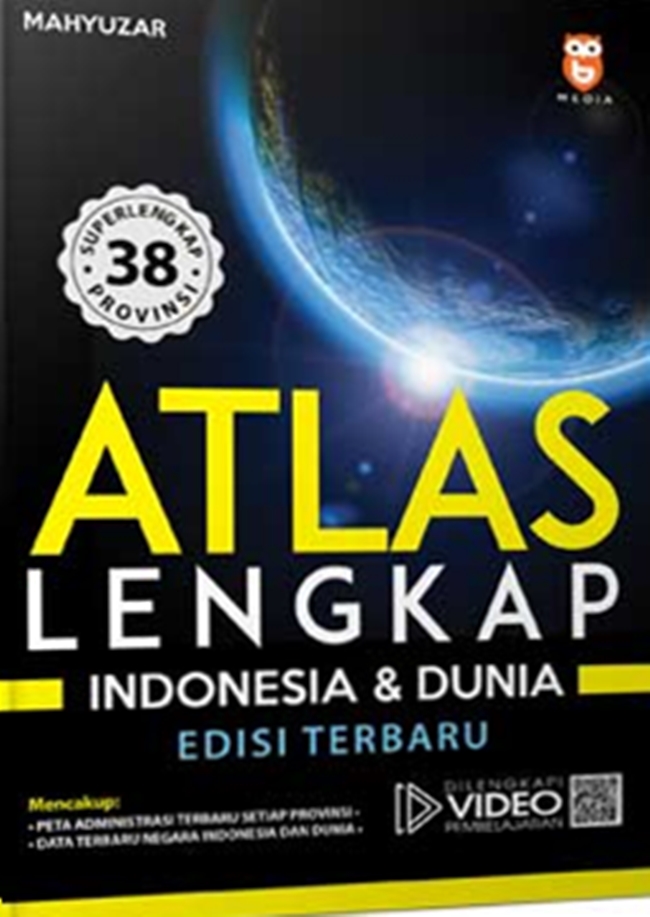 MAHYUZAR
MEDIA
SUPERLENGKAP
38
PROVINSI
ATLAS
LENGKAP
INDONESIA & DUNIA
EDISI TERBARU
Mencakup:
• PETA ADMINISTRASI TERBARU SETIAP PROVINSI •
• DATA TERBARU NEGARA INDONESIA DAN DUNIA •
DILENGKAPI
VIDEO
PEMBELAJARAN